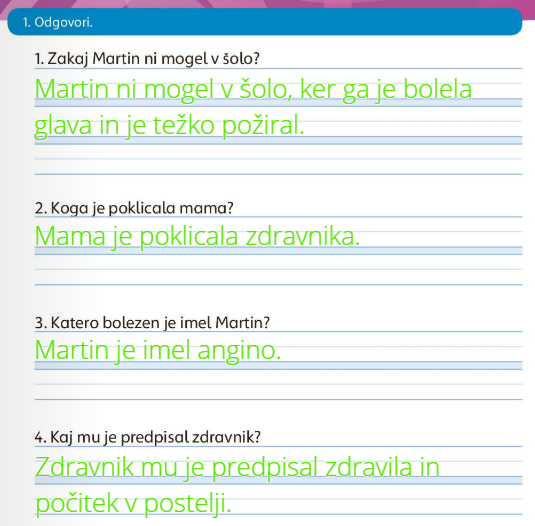 1. Odgovori.
1. Zakaj Martin ni mogel v šolo?
Martin ni mogel v šolo, ker ga je bolela
glava in je težko požiral.
2. Koga je poklicala mama?
Mama je poklicala zdravnika.
3. Katero bolezen je imel Martin?
Martin je imel angino.
4. Kaj mu je predpisal zdravnik?
Zdravnik mu je predpisal zdravila in
počitek v postelji.